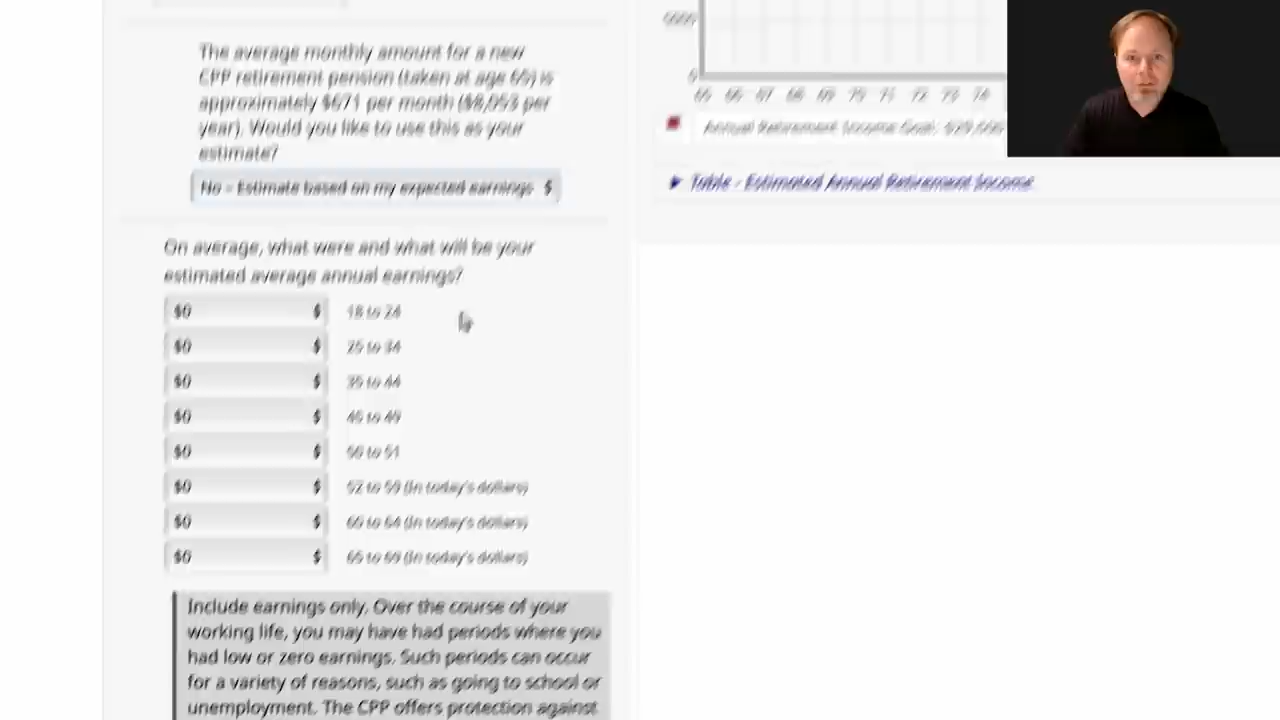 The average monthly amount for a new
CPP retirement pension (taken at age 65) is
approximately $671 per month ($8,053 per
year). Would you like to use this as your
estimate?
No - Estimate based on my expected earnings
On average, what were and what will be your
estimated average annual earnings?
$0 18 to 24
$0 25 to 34
$0 35 to 44
$0 45 to 49
$0 50 to 51
$0 52 to 59 (In today's dollars)
$0 60 to 64 (In today's dollars)
$0 65 to 69 (In today's dollars)
Include earnings only. Over the course of your
working life, you may have had periods where you
had low or zero earnings. Such periods can occur
for a variety of reasons, such as going to school or
unemployment. The CPP offers protection against
0
65 66 67 68 69 70 71 72 73 74
Annual Retirement Income Goal:
Table - Estimated Annual Retirement Income